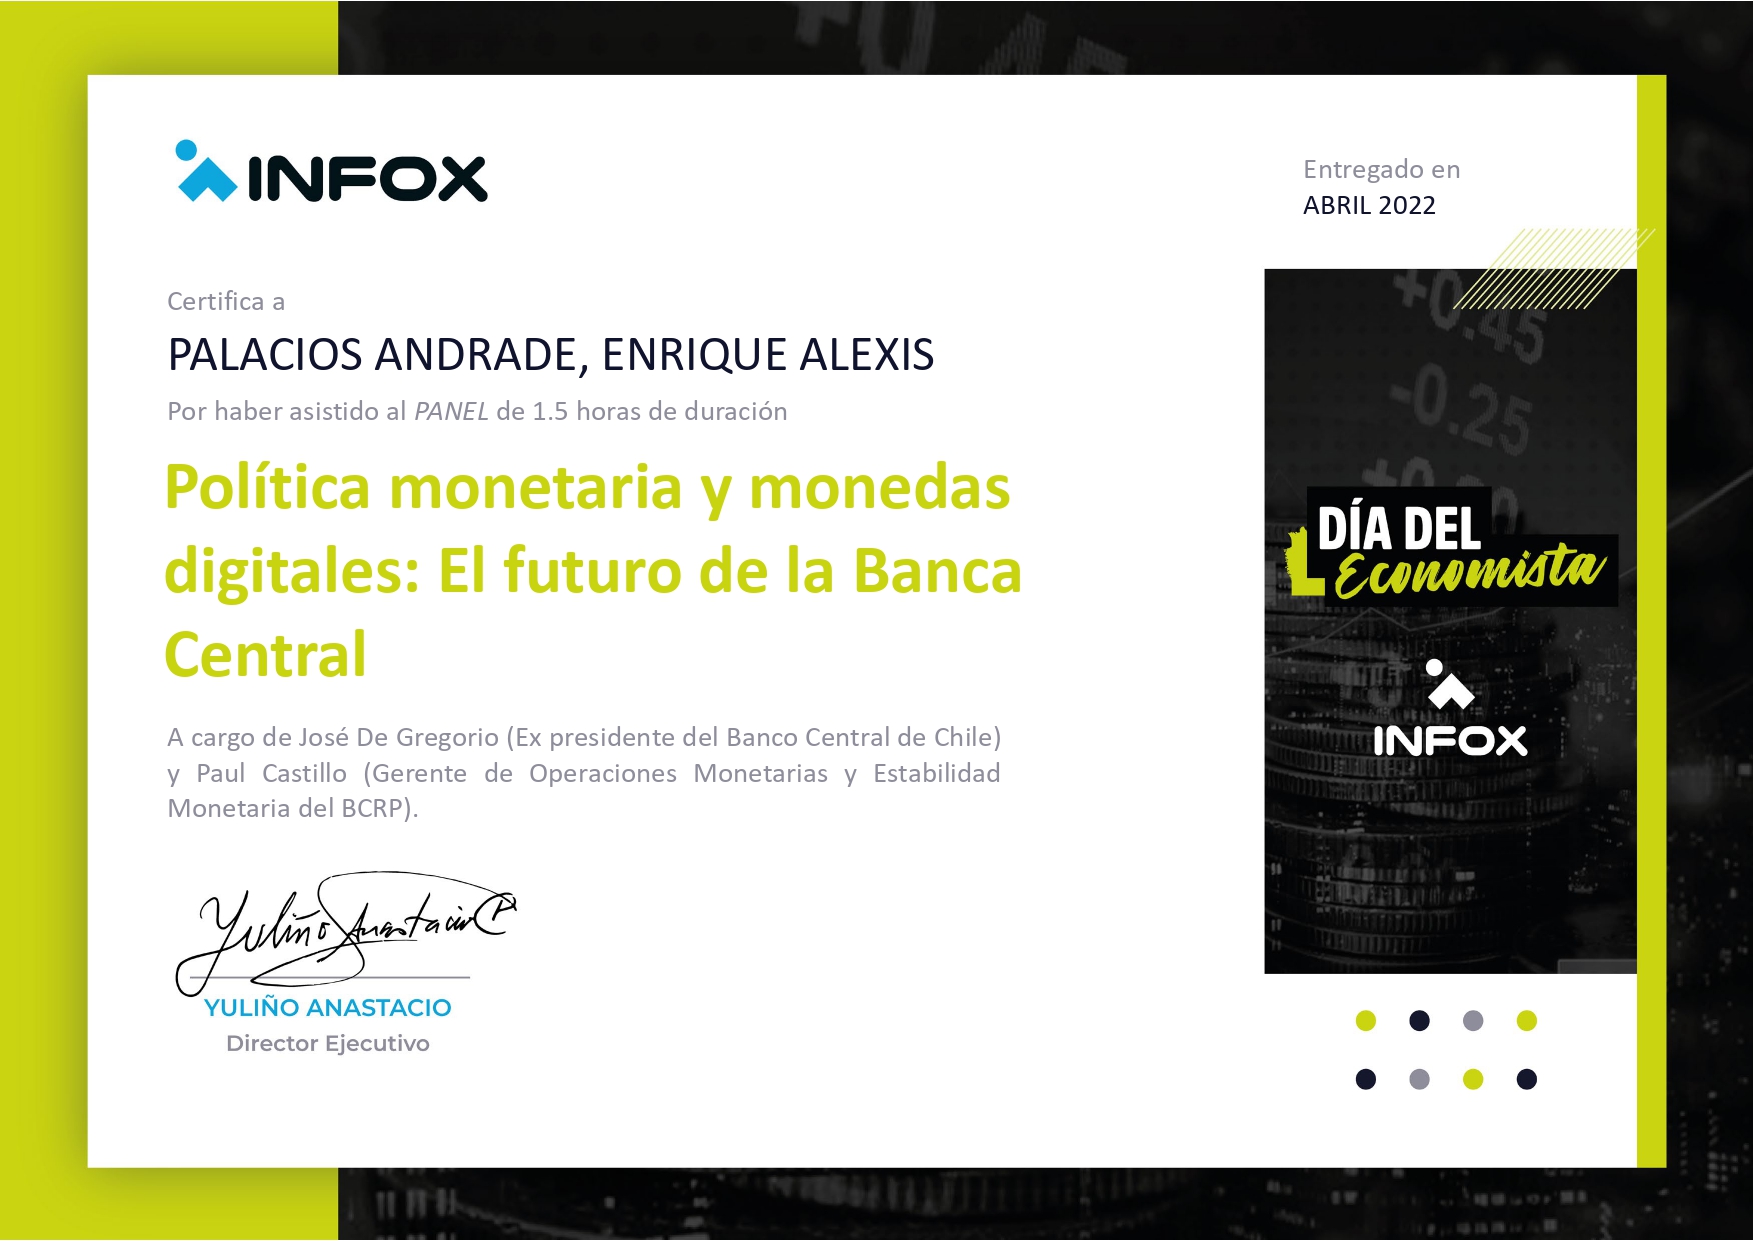 INFOX
Entregado en
ABRIL 2022
Certifica a
PALACIOS ANDRADE, ENRIQUE ALEXIS
Por haber asistido al PANEL de 1.5 horas de duración
Política monetaria y monedas
digitales: El futuro de la Banca
Central
A cargo de José De Gregorio (Ex presidente del Banco Central de Chile)
y Paul Castillo (Gerente de Operaciones Monetarias y Estabilidad
Monetaria del BCRP).
Yuliño Anastacio
YULIÑO ANASTACIO
Director Ejecutivo
+0.45
-0.25
DÍA DEL
Economista
INFOX